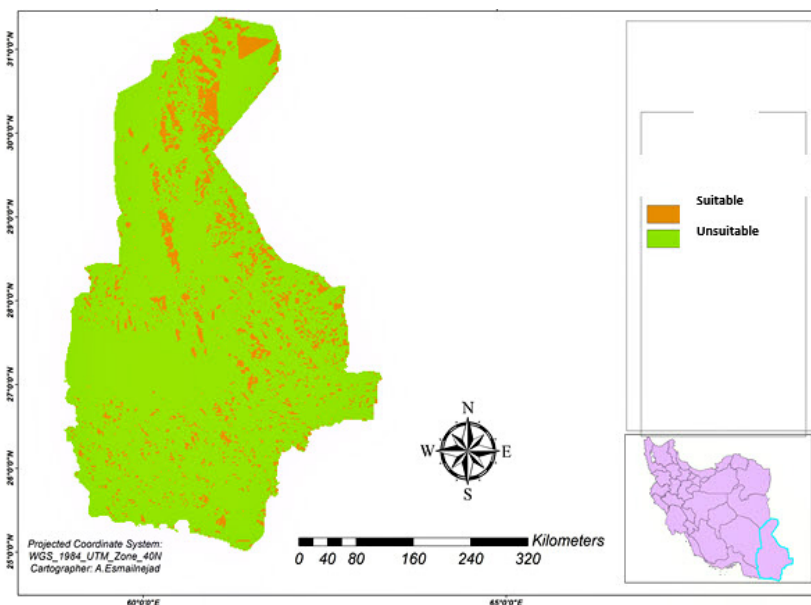 31°0'0"N
30°0'0"N
29°0'0"N
28°0'0"N
27°0'0"N
26°0'0"N
25°0'0"N
Suitable
Unsuitable
N
W E
S
Projected Coordinate System:
WGS_1984_UTM_Zone_40N
Cartographer: A.Esmailnejad
Kilometers
0 40 80 160 240 320
60°0'0"E 65°0'0"E